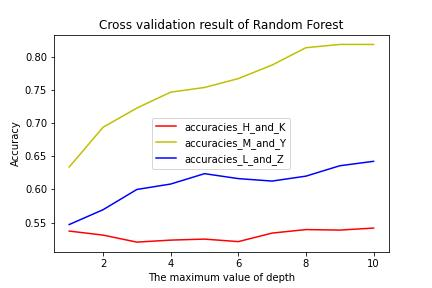 Cross validation result of Random Forest
0.80
0.75
0.70
0.65
0.60
0.55
Accuracy
accuracies_H_and_K
accuracies_M_and_Y
accuracies_L_and_Z
2 4 6 8 10
The maximum value of depth